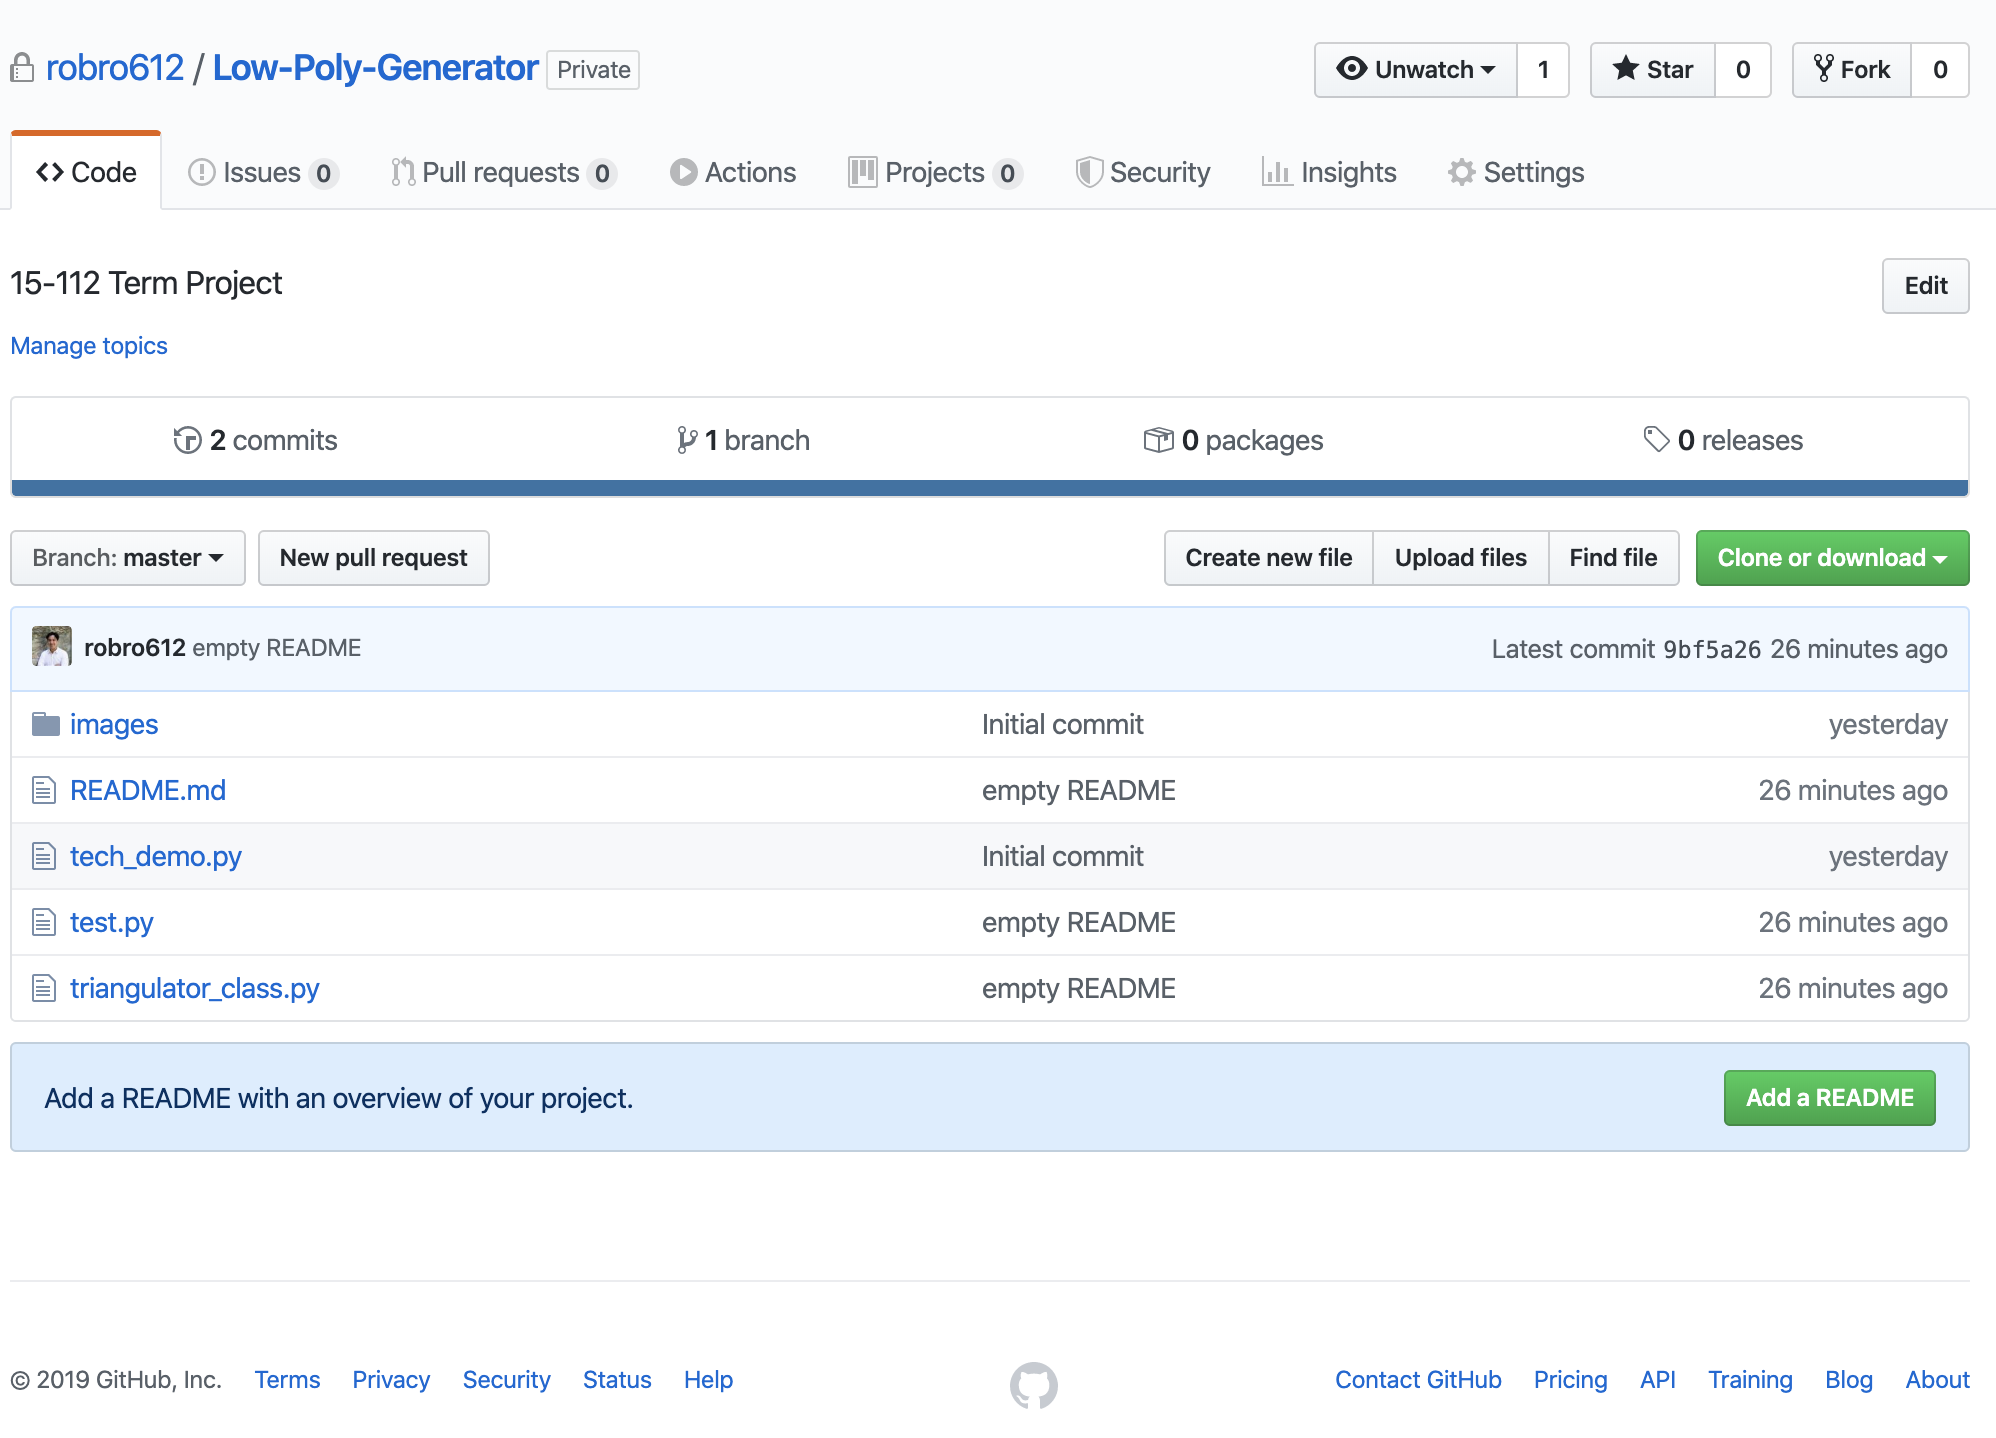 robro612 / Low-Poly-Generator Private Unwatch 1 Star 0 Fork 0
Code Issues 0 Pull requests 0 Actions Projects 0 Security Insights Settings
15-112 Term Project Edit
Manage topics
2 commits 1 branch 0 packages 0 releases
Branch: master New pull request Create new file Upload files Find file Clone or download
robro612 empty README Latest commit 9bf5a26 26 minutes ago
images Initial commit yesterday
README.md empty README 26 minutes ago
tech_demo.py Initial commit yesterday
test.py empty README 26 minutes ago
triangulator_class.py empty README 26 minutes ago
Add a README with an overview of your project. Add a README
© 2019 GitHub, Inc. Terms Privacy Security Status Help Contact GitHub Pricing API Training Blog About